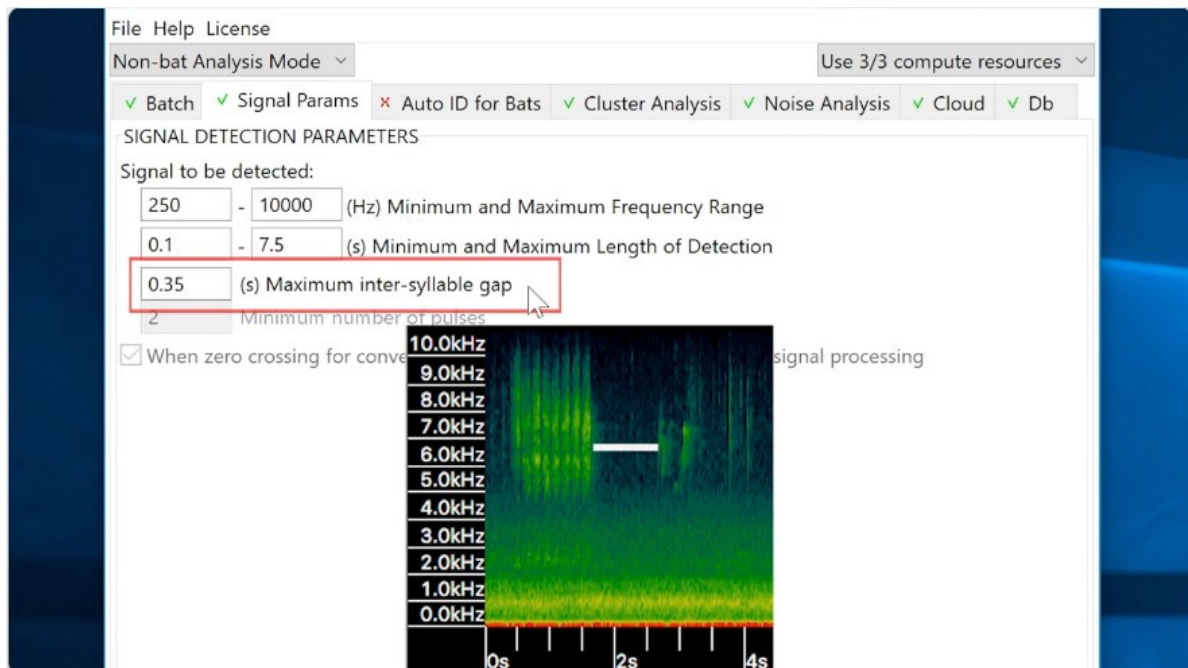 File Help License
Non-bat Analysis Mode Use 3/3 compute resources
Batch Signal Params Auto ID for Bats Cluster Analysis Noise Analysis Cloud Db
SIGNAL DETECTION PARAMETERS
Signal to be detected:
250 - 10000 (Hz) Minimum and Maximum Frequency Range
0.1 - 7.5 (s) Minimum and Maximum Length of Detection
0.35 (s) Maximum inter-syllable gap
2 Minimum number of pulses
When zero crossing for conve signal processing
10.0kHz
9.0kHz
8.0kHz
7.0kHz
6.0kHz
5.0kHz
4.0kHz
3.0kHz
2.0kHz
1.0kHz
0.0kHz
0s 2s 4s